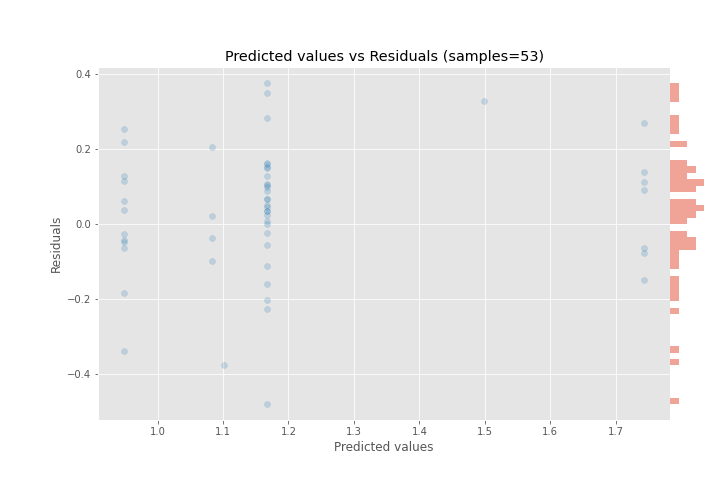 Predicted values vs Residuals (samples=53)
0.4
0.2
0.0
−0.2
−0.4
Residuals
1.0 1.1 1.2 1.3 1.4 1.5 1.6 1.7
Predicted values